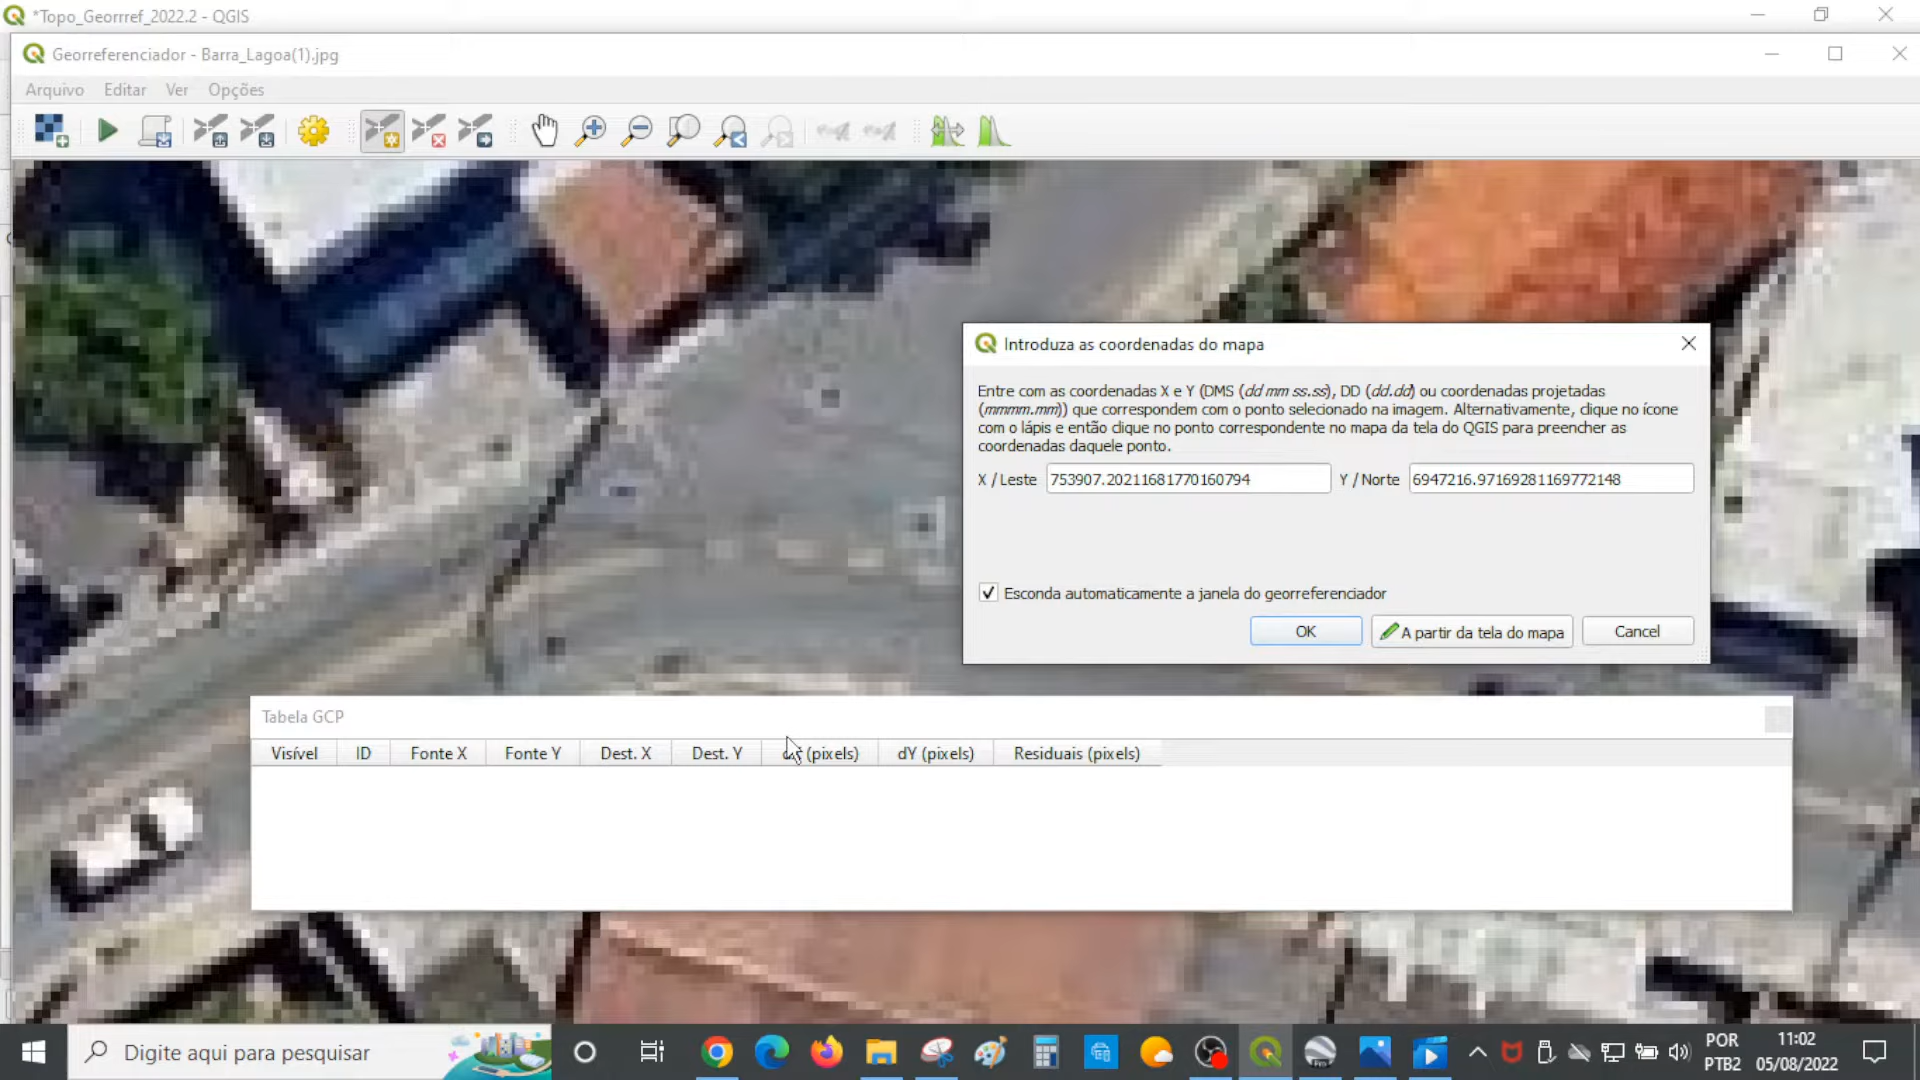 *Topo_Georrref_2022.2 - QGIS
Georreferenciador - Barra_Lagoa(1).jpg
Arquivo Editar Ver Opções
Introduza as coordenadas do mapa
Entre com as coordenadas X e Y (DMS (dd mm ss.ss), DD (dd.dd) ou coordenadas projetadas
(mmmm.mm)) que correspondem com o ponto selecionado na imagem. Alternativamente, clique no ícone
com o lápis e então clique no ponto correspondente no mapa da tela do QGIS para preencher as
coordenadas daquele ponto.
X / Leste 753907.20211681770160794 Y / Norte 6947216.97169281169772148
Esconda automaticamente a janela do georreferenciador
OK A partir da tela do mapa Cancel
Tabela GCP
Visível ID Fonte X Fonte Y Dest. X Dest. Y (pixels) dY (pixels) Residuais (pixels)
Digite aqui para pesquisar
POR 11:02
PTB2 05/08/2022